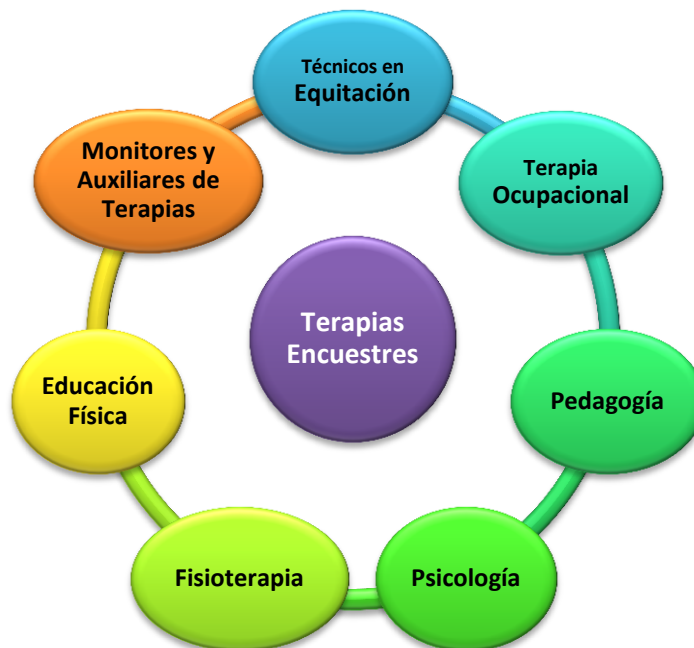 Técnicos en
Equitación
Terapia
Ocupacional
Pedagogía
Psicología
Fisioterapia
Educación
Física
Monitores y
Auxiliares de
Terapias
Terapias
Encuestres